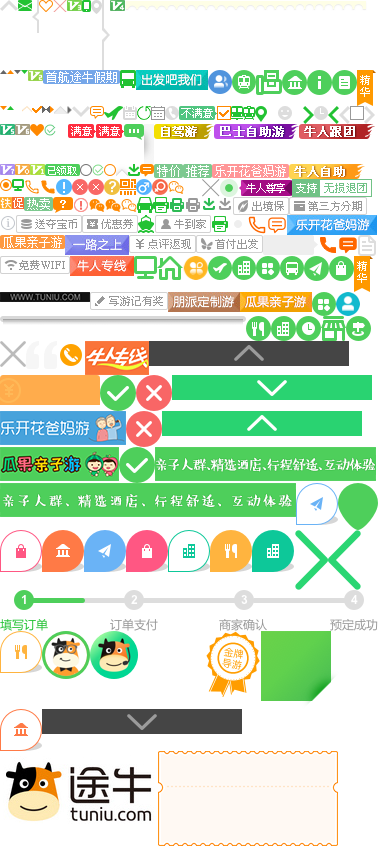 首航途牛假期
出发吧我们
精华
不满意
满意
满意
自驾游
巴士自助游
牛人跟团
已领取
特价
推荐
乐开花爸妈游
牛人自助
牛人尊享
支持
无损退团
铁促
热卖
出境保
第三方分期
送夺宝币
优惠券
牛到家
乐开花爸妈游
瓜果亲子游
一路之上
点评返现
首付出发
免费WIFI
牛人专线
精华
WWW.TUNIU.COM
写游记有奖
朋派定制游
瓜果亲子游
牛人专线
乐开花爸妈游
瓜果亲子游
亲子人群、精选酒店、行程舒适、互动体验
亲子人群、精选酒店、行程舒适、互动体验
1 2 3 4
填写订单 订单支付 商家确认 预定成功
金牌
导游
途牛
tuniu.com